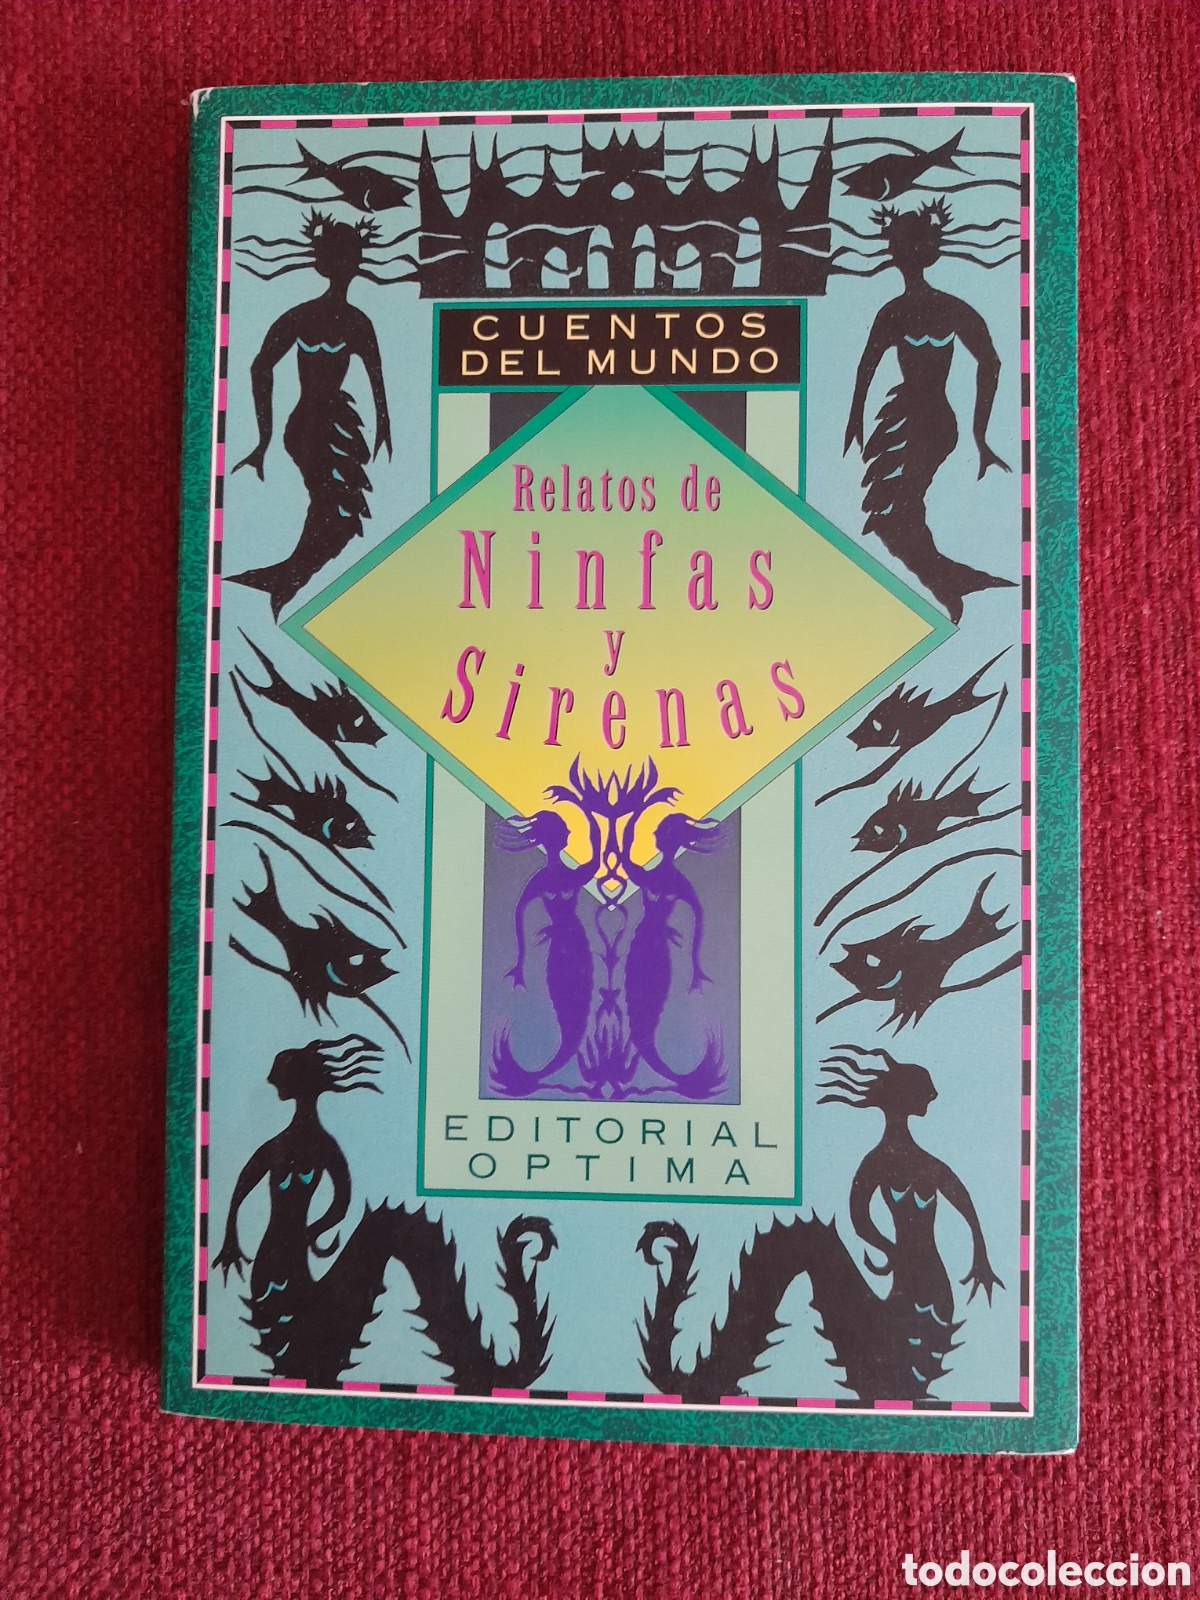 CUENTOS
DEL MUNDO
Relatos de
Ninfas
y
Sirenas
EDITORIAL
OPTIMA
todocoleccion